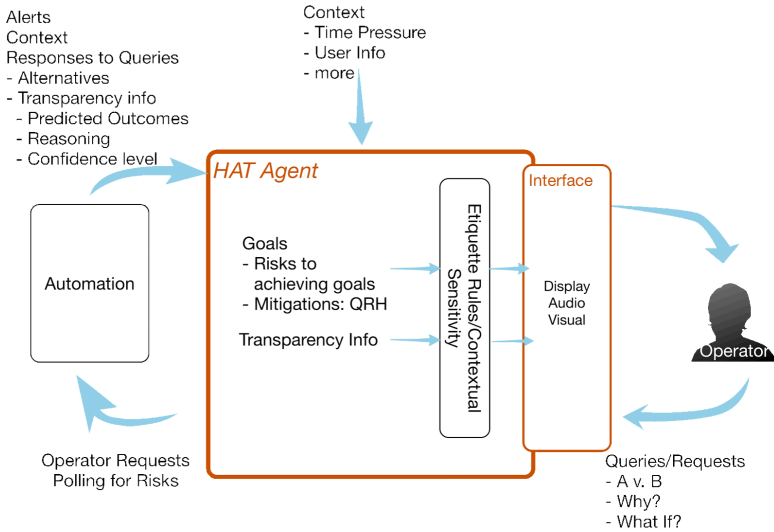 Alerts
Context
Responses to Queries
- Alternatives
- Transparency info
- Predicted Outcomes
- Reasoning
- Confidence level
Context
- Time Pressure
- User Info
- more
HAT Agent
Interface
Automation
Goals
- Risks to
achieving goals
- Mitigations: QRH
Transparency Info
Etiquette Rules/Contextual
Sensitivity
Display
Audio
Visual
Operator
Operator Requests
Polling for Risks
Queries/Requests
- A v. B
- Why?
- What If?